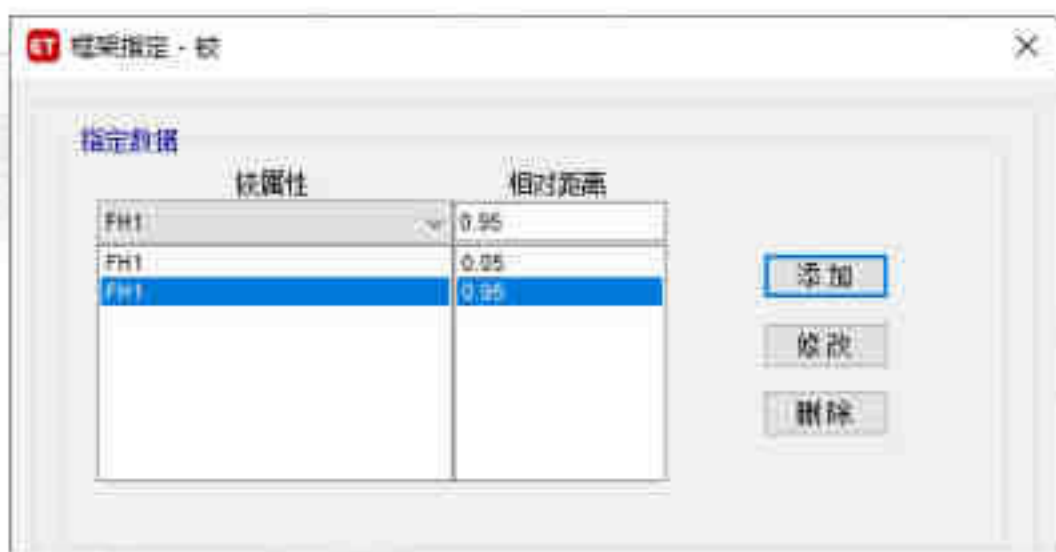 ET 框架指定 - 铰
指定数据
铰属性 相对距离
FH1 0.95
FH1 0.05
FH1 0.95
添加
修改
删除